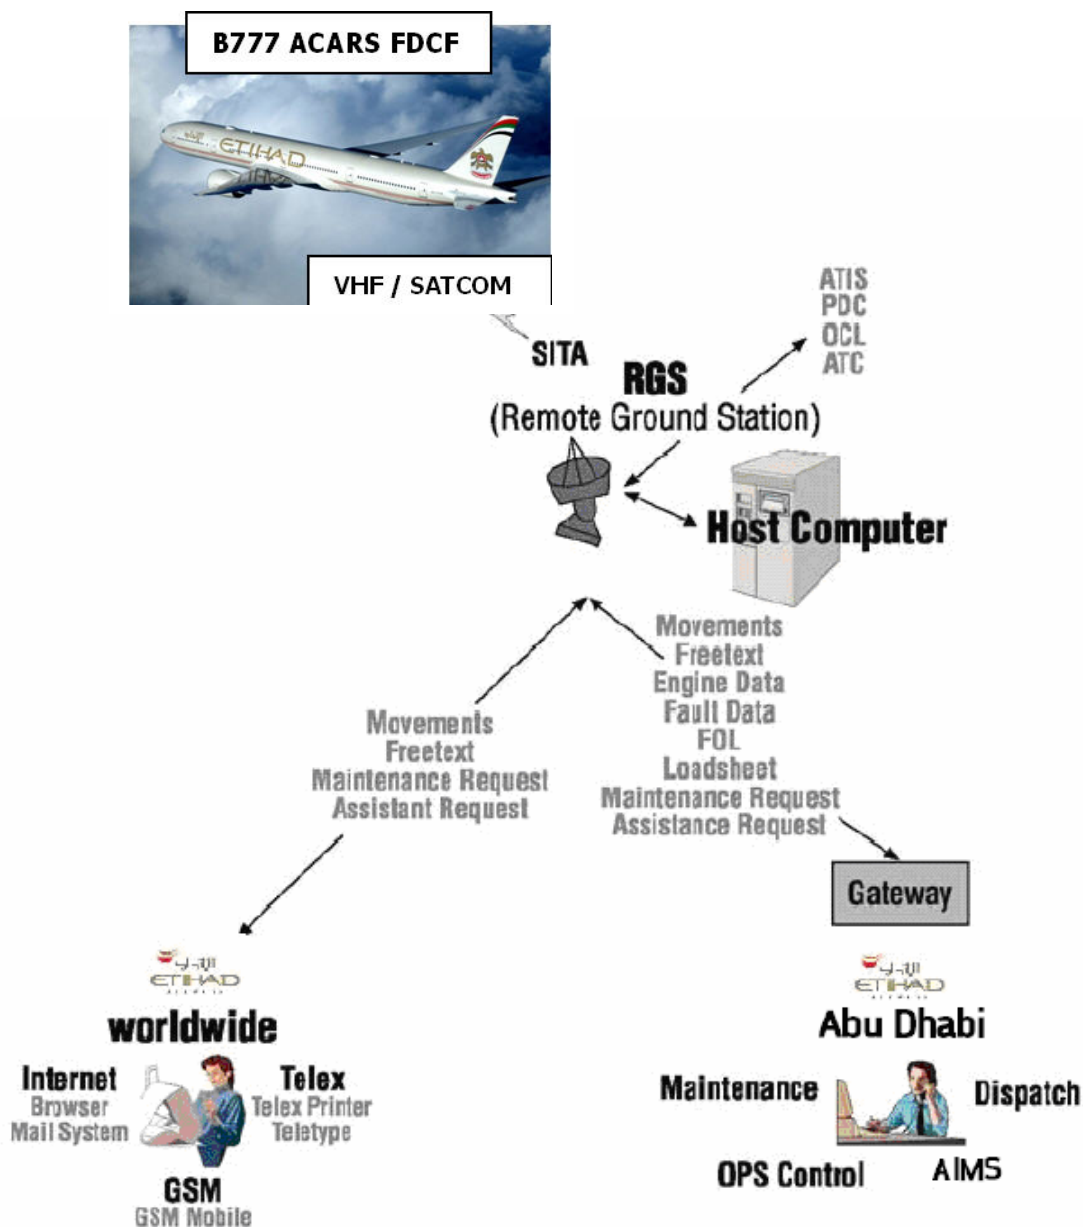 B777 ACARS FDCF
ETIHAD
VHF / SATCOM
ATIS
PDC
OCL
ATC
SITA
RGS
(Remote Ground Station)
Host Computer
Movements
Freetext
Engine Data
Fault Data
FOL
Loadsheet
Maintenance Request
Assistance Request
Movements
Freetext
Maintenance Request
Assistant Request
Gateway
ETIHAD
worldwide
Internet
Browser
Mail System
Telex
Telex Printer
Teletype
GSM
GSM Mobile
ETIHAD
Abu Dhabi
Maintenance
Dispatch
OPS Control
AIMS